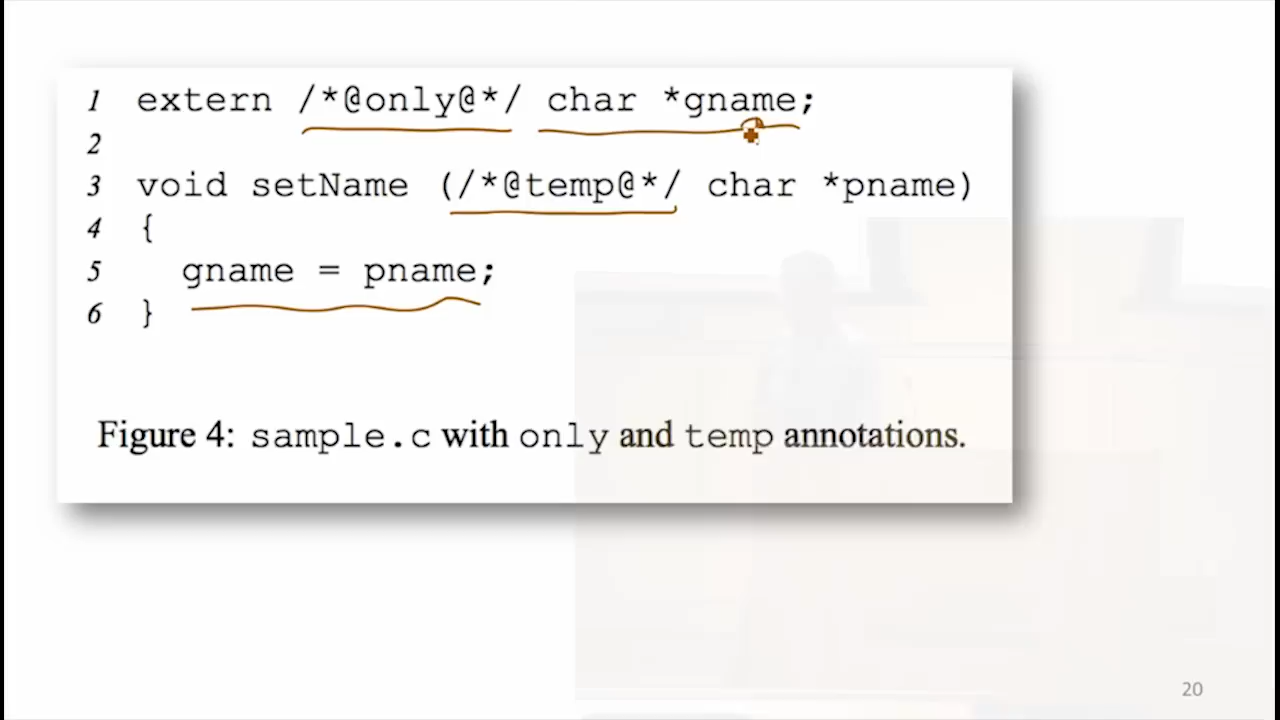 1 extern /*@only@*/ char *gname;
2
3 void setName (/*@temp@*/ char *pname)
4 {
5 gname = pname;
6 }
Figure 4: sample.c with only and temp annotations.
20